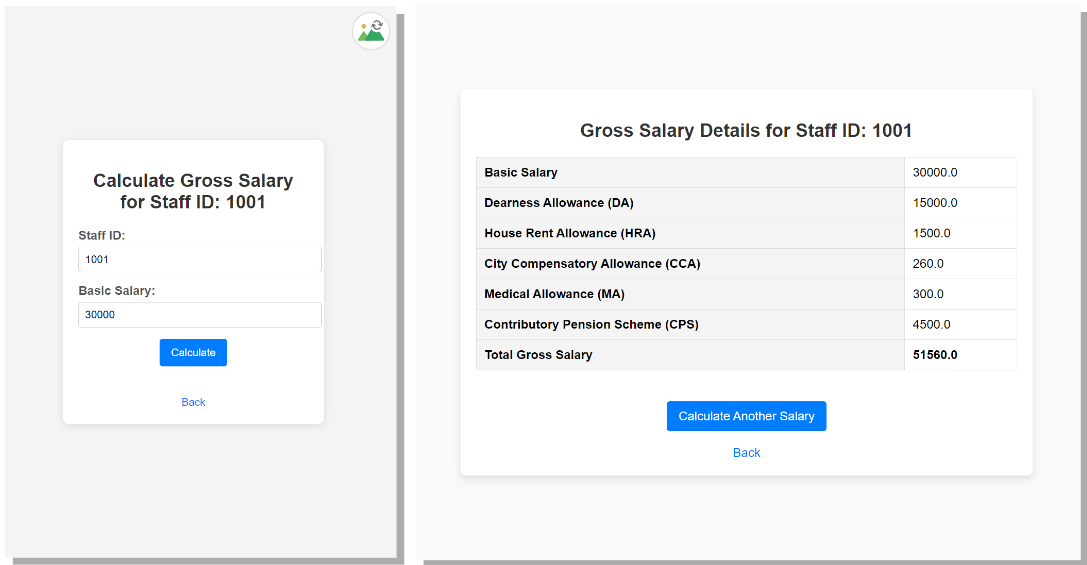 Calculate Gross Salary
for Staff ID: 1001
Staff ID:
1001
Basic Salary:
30000
Calculate
Back
Gross Salary Details for Staff ID: 1001
Basic Salary 30000.0
Dearness Allowance (DA) 15000.0
House Rent Allowance (HRA) 1500.0
City Compensatory Allowance (CCA) 260.0
Medical Allowance (MA) 300.0
Contributory Pension Scheme (CPS) 4500.0
Total Gross Salary 51560.0
Calculate Another Salary
Back